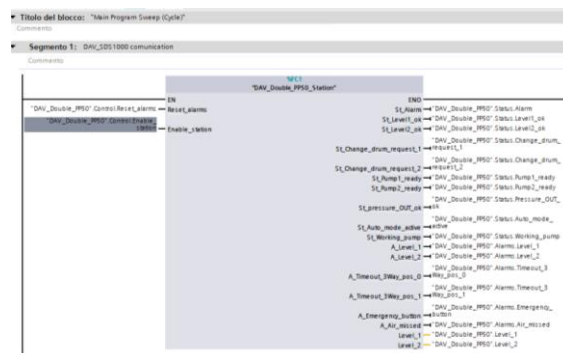 Titolo del blocco: "Main Program Sweep (Cycle)"
Commento
Segmento 1: DAV_SDS1000 comunication
Commento
%FC1
"DAV_Double_PP50_Station"
EN ENO
"DAV_Double_PP50".Control.Reset_alarms Reset_alarms St_Alarm "DAV_Double_PP50".Status.Alarm
"DAV_Double_PP50".Control.Enable_station Enable_station St_Level1_ok "DAV_Double_PP50".Status.Level1_ok
St_Level2_ok "DAV_Double_PP50".Status.Level2_ok
St_Change_drum_request_1 "DAV_Double_PP50".Status.Change_drum_request_1
St_Change_drum_request_2 "DAV_Double_PP50".Status.Change_drum_request_2
St_Pump1_ready "DAV_Double_PP50".Status.Pump1_ready
St_Pump2_ready "DAV_Double_PP50".Status.Pump2_ready
St_pressure_OUT_ok "DAV_Double_PP50".Status.Pressure_OUT_ok
St_Auto_mode_active "DAV_Double_PP50".Status.Auto_mode_active
St_Working_pump "DAV_Double_PP50".Status.Working_pump
A_Level_1 "DAV_Double_PP50".Alarms.Level_1
A_Level_2 "DAV_Double_PP50".Alarms.Level_2
A_Timeout_3Way_pos_0 "DAV_Double_PP50".Alarms.Timeout_3Way_pos_0
A_Timeout_3Way_pos_1 "DAV_Double_PP50".Alarms.Timeout_3Way_pos_1
A_Emergency_button "DAV_Double_PP50".Alarms.Emergency_button
A_Air_missed "DAV_Double_PP50".Alarms.Air_missed
Level_1 "DAV_Double_PP50".Level_1
Level_2 "DAV_Double_PP50".Level_2